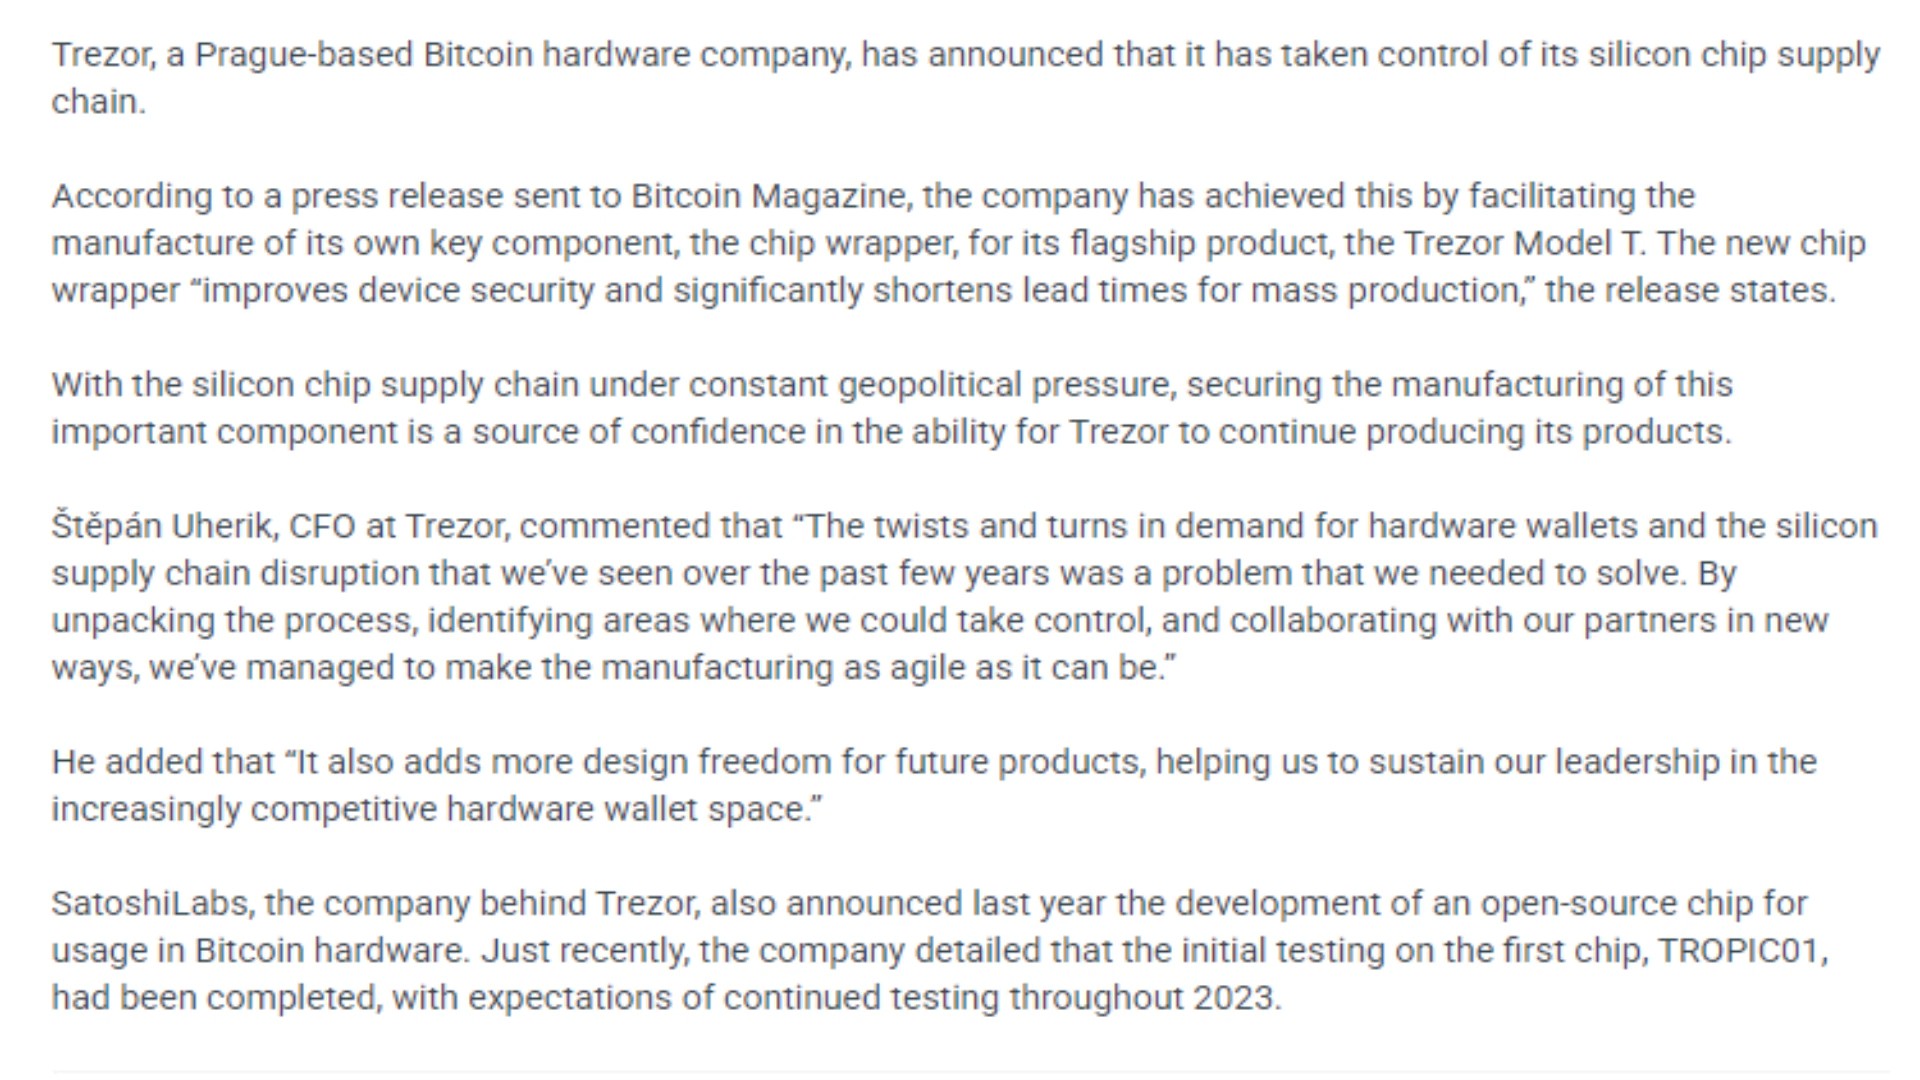 Trezor, a Prague-based Bitcoin hardware company, has announced that it has taken control of its silicon chip supply
chain.
According to a press release sent to Bitcoin Magazine, the company has achieved this by facilitating the
manufacture of its own key component, the chip wrapper, for its flagship product, the Trezor Model T. The new chip
wrapper “improves device security and significantly shortens lead times for mass production,” the release states.
With the silicon chip supply chain under constant geopolitical pressure, securing the manufacturing of this
important component is a source of confidence in the ability for Trezor to continue producing its products.
Štěpán Uherik, CFO at Trezor, commented that “The twists and turns in demand for hardware wallets and the silicon
supply chain disruption that we’ve seen over the past few years was a problem that we needed to solve. By
unpacking the process, identifying areas where we could take control, and collaborating with our partners in new
ways, we’ve managed to make the manufacturing as agile as it can be.”
He added that “It also adds more design freedom for future products, helping us to sustain our leadership in the
increasingly competitive hardware wallet space.”
SatoshiLabs, the company behind Trezor, also announced last year the development of an open-source chip for
usage in Bitcoin hardware. Just recently, the company detailed that the initial testing on the first chip, TROPIC01,
had been completed, with expectations of continued testing throughout 2023.